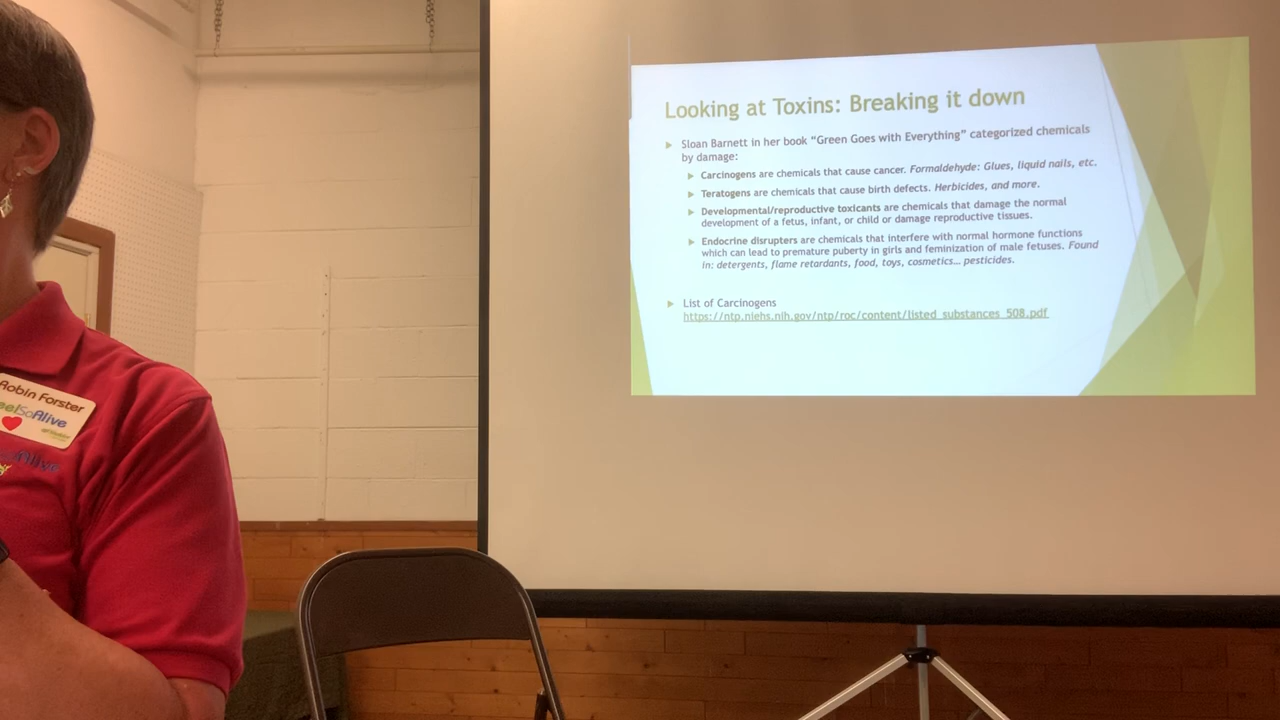 Looking at Toxins: Breaking it down
Sloan Barnett in her book “Green Goes with Everything” categorized chemicals
by damage:
Carcinogens are chemicals that cause cancer. Formaldehyde: Glues, liquid nails, etc.
Teratogens are chemicals that cause birth defects. Herbicides, and more.
Developmental/reproductive toxicants are chemicals that damage the normal
development of a fetus, infant, or child or damage reproductive tissues.
Endocrine disrupters are chemicals that interfere with normal hormone functions
which can lead to premature puberty in girls and feminization of male fetuses. Found
in: detergents, flame retardants, food, toys, cosmetics… pesticides.
List of Carcinogens
https://ntp.niehs.nih.gov/ntp/roc/content/listed_substances_508.pdf
Robin Forster
eelSoAlive